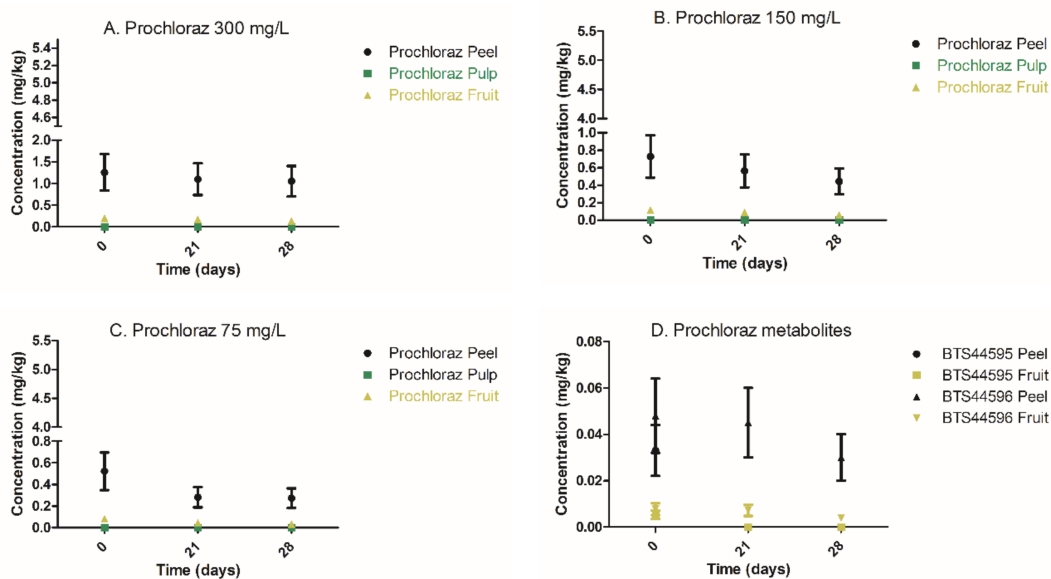 A. Prochloraz 300 mg/L
Concentration (mg/kg)
5.4
5.2
5.0
4.8
4.6
2.0
1.5
1.0
0.5
0.0
0
21
28
Time (days)
Prochloraz Peel
Prochloraz Pulp
Prochloraz Fruit
B. Prochloraz 150 mg/L
Concentration (mg/kg)
5.5
5.0
4.5
4.0
1.0
0.8
0.6
0.4
0.2
0.0
0
21
28
Time (days)
Prochloraz Peel
Prochloraz Pulp
Prochloraz Fruit
C. Prochloraz 75 mg/L
Concentration (mg/kg)
5.5
5.0
4.5
4.0
0.8
0.6
0.4
0.2
0.0
0
21
28
Time (days)
Prochloraz Peel
Prochloraz Pulp
Prochloraz Fruit
D. Prochloraz metabolites
Concentration (mg/kg)
0.08
0.06
0.04
0.02
0.00
0
21
28
Time (days)
BTS44595 Peel
BTS44595 Fruit
BTS44596 Peel
BTS44596 Fruit